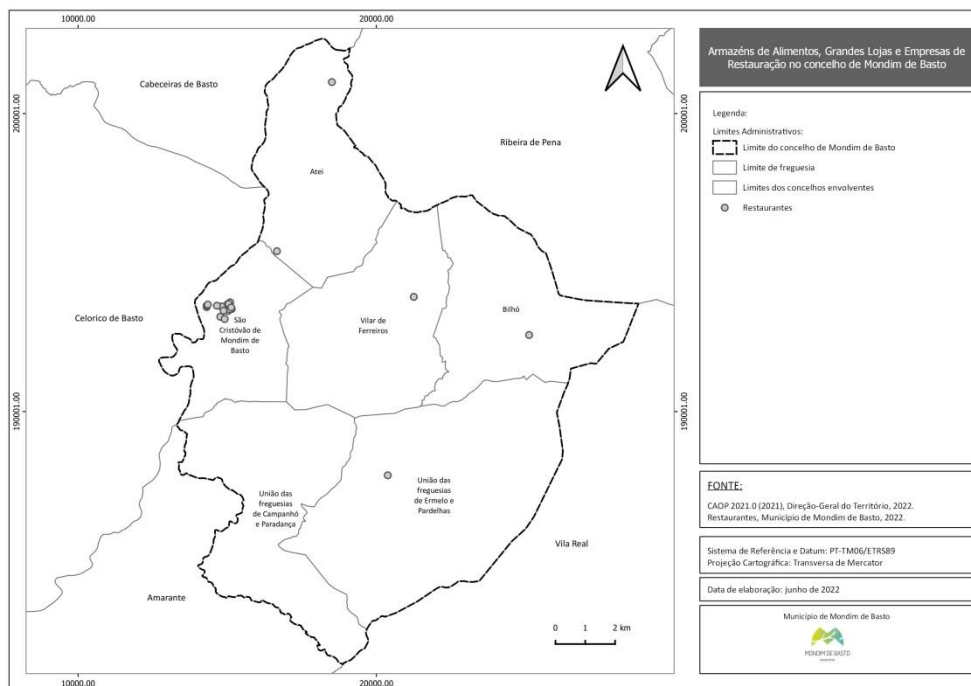 10000.00
20000.00
Armazéns de Alimentos, Grandes Lojas e Empresas de
Restauração no concelho de Mondim de Basto
Cabeceiras de Basto
200001.00
200001.00
Ribeira de Pena
Atei
Celorico de Basto
São
Cristóvão de
Mondim de
Basto
Vilar de
Ferreiros
Bilhó
190001.00
190001.00
União das
freguesias
de Campanhó
e Paradança
União das
freguesias
de Ermelo e
Pardelhas
Vila Real
Amarante
0 1 2 km
10000.00
20000.00
Legenda:
Limites Administrativos:
Limite do concelho de Mondim de Basto
Limite de freguesia
Limites dos concelhos envolventes
Restaurantes
FONTE:
CAOP 2021.0 (2021), Direção-Geral do Território, 2022.
Restaurantes, Município de Mondim de Basto, 2022.
Sistema de Referência e Datum: PT-TM06/ETRS89
Projeção Cartográfica: Transversa de Mercator
Data de elaboração: junho de 2022
Município de Mondim de Basto
MONDIM DE BASTO